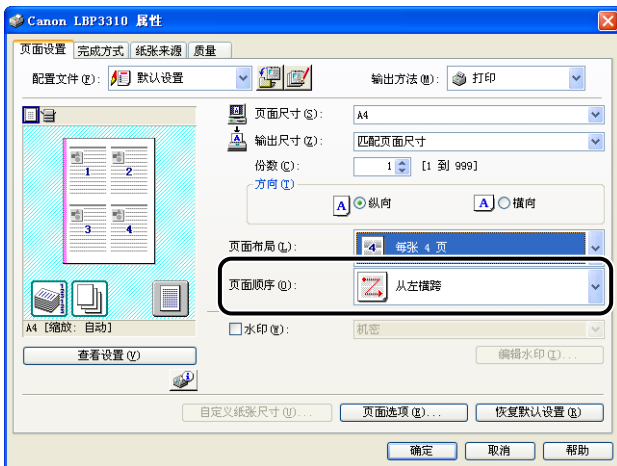 Canon LBP3310 属性
页面设置 完成方式 纸张来源 质量
配置文件(F): 默认设置 输出方法(M): 打印
页面尺寸(S): A4
输出尺寸(Z): 匹配页面尺寸
份数(C): 1 [1 到 999]
方向(T)
A 纵向 A 横向
页面布局(L): 4 每张 4 页
页面顺序(O): 从左横跨
水印(W): 机密
编辑水印(I)...
1 2
3 4
A4 [缩放: 自动]
查看设置(V)
自定义纸张尺寸(U)... 页面选项(E)... 恢复默认设置(R)
确定 取消 帮助